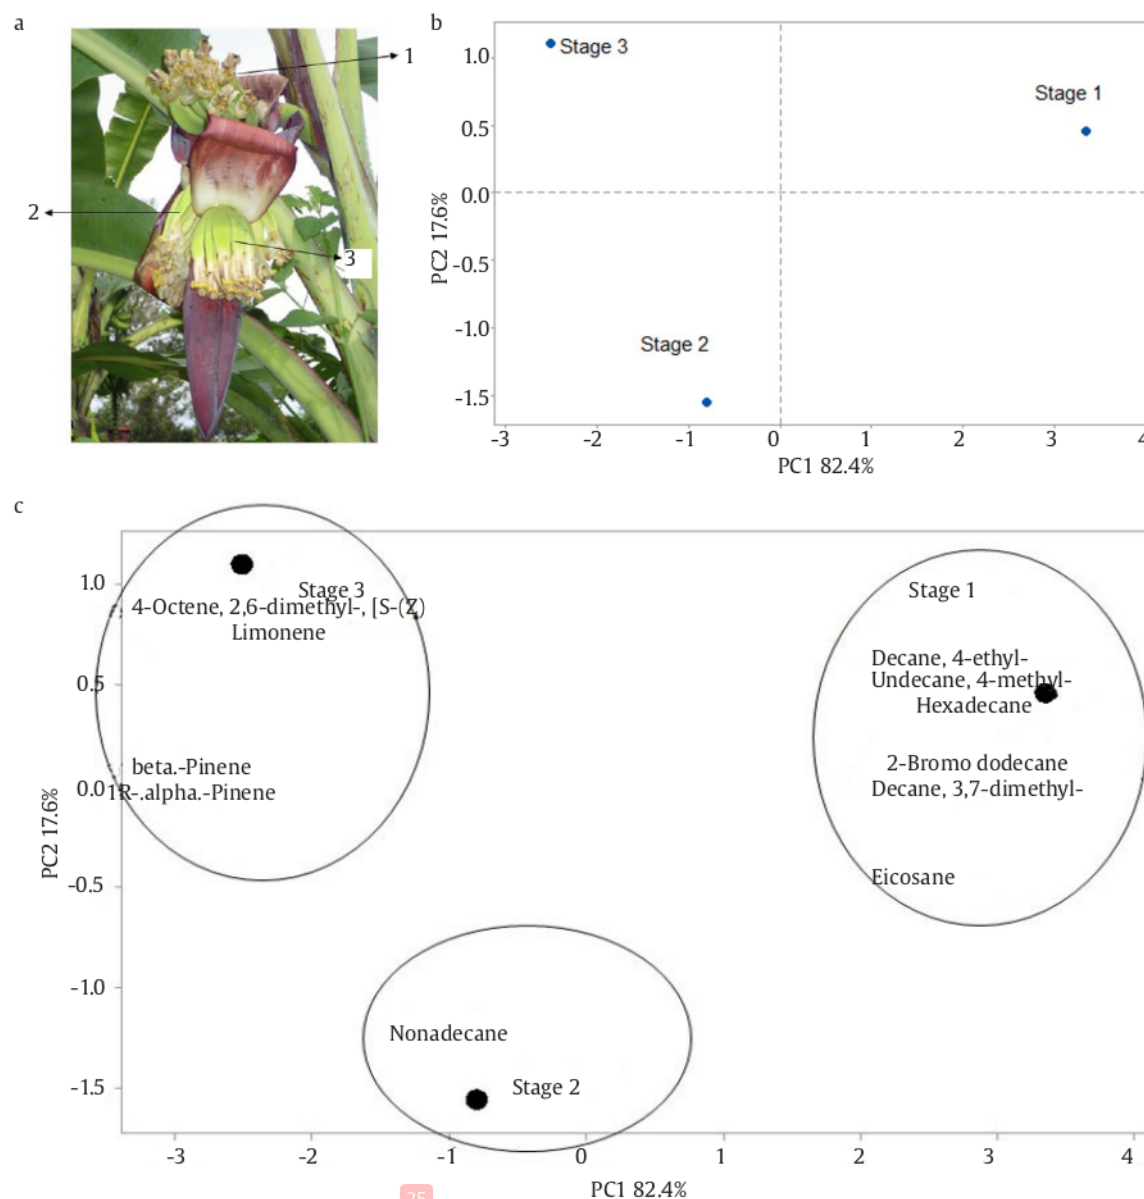 a
1
2
3
b
1.0
0.5
0.0
-0.5
-1.0
-1.5
PC2 17.6%
Stage 3
Stage 1
Stage 2
-3
-2
-1
0
1
2
3
4
PC1 82.4%
c
1.0
0.5
0.0
-0.5
-1.0
-1.5
PC2 17.6%
Stage 3
4-Octene, 2,6-dimethyl-, [S-(Z)
Limonene
beta.-Pinene
1R-.alpha.-Pinene
Stage 1
Decane, 4-ethyl-
Undecane, 4-methyl-
Hexadecane
2-Bromo dodecane
Decane, 3,7-dimethyl-
Eicosane
Nonadecane
Stage 2
-3
-2
-1
0
1
2
3
4
PC1 82.4%
25